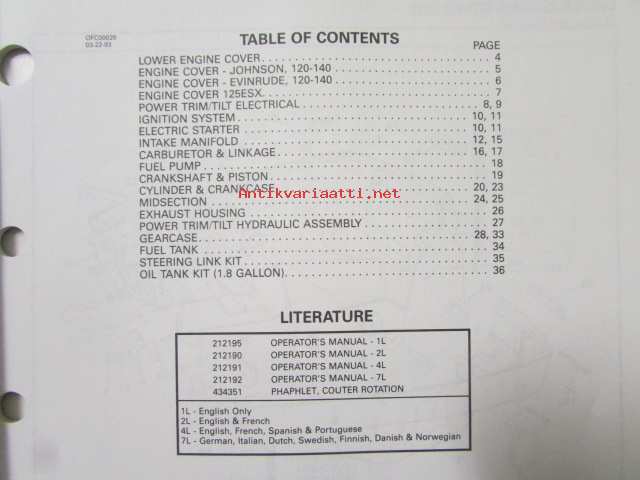 OFC00029
03-22-93
TABLE OF CONTENTS
PAGE
LOWER ENGINE COVER 4
ENGINE COVER - JOHNSON, 120-140 5
ENGINE COVER - EVINRUDE, 120-140 6
ENGINE COVER 125ESX 7
POWER TRIM/TILT ELECTRICAL 8, 9
IGNITION SYSTEM 10, 11
ELECTRIC STARTER 10, 11
INTAKE MANIFOLD 12, 15
CARBURETOR & LINKAGE 16, 17
FUEL PUMP 18
CRANKSHAFT & PISTON 19
CYLINDER & CRANKCASE 20, 23
Antikvariaatti.net
MIDSECTION 24, 25
EXHAUST HOUSING 26
POWER TRIM/TILT HYDRAULIC ASSEMBLY 27
GEARCASE 28, 33
FUEL TANK 34
STEERING LINK KIT 35
OIL TANK KIT (1.8 GALLON) 36
LITERATURE
212195 OPERATOR'S MANUAL - 1L
212190 OPERATOR'S MANUAL - 2L
212191 OPERATOR'S MANUAL - 4L
212192 OPERATOR'S MANUAL - 7L
434351 PHAPHLET, COUTER ROTATION
1L - English Only
2L - English & French
4L - English, French, Spanish & Portuguese
7L - German, Italian, Dutch, Swedish, Finnish, Danish & Norwegian